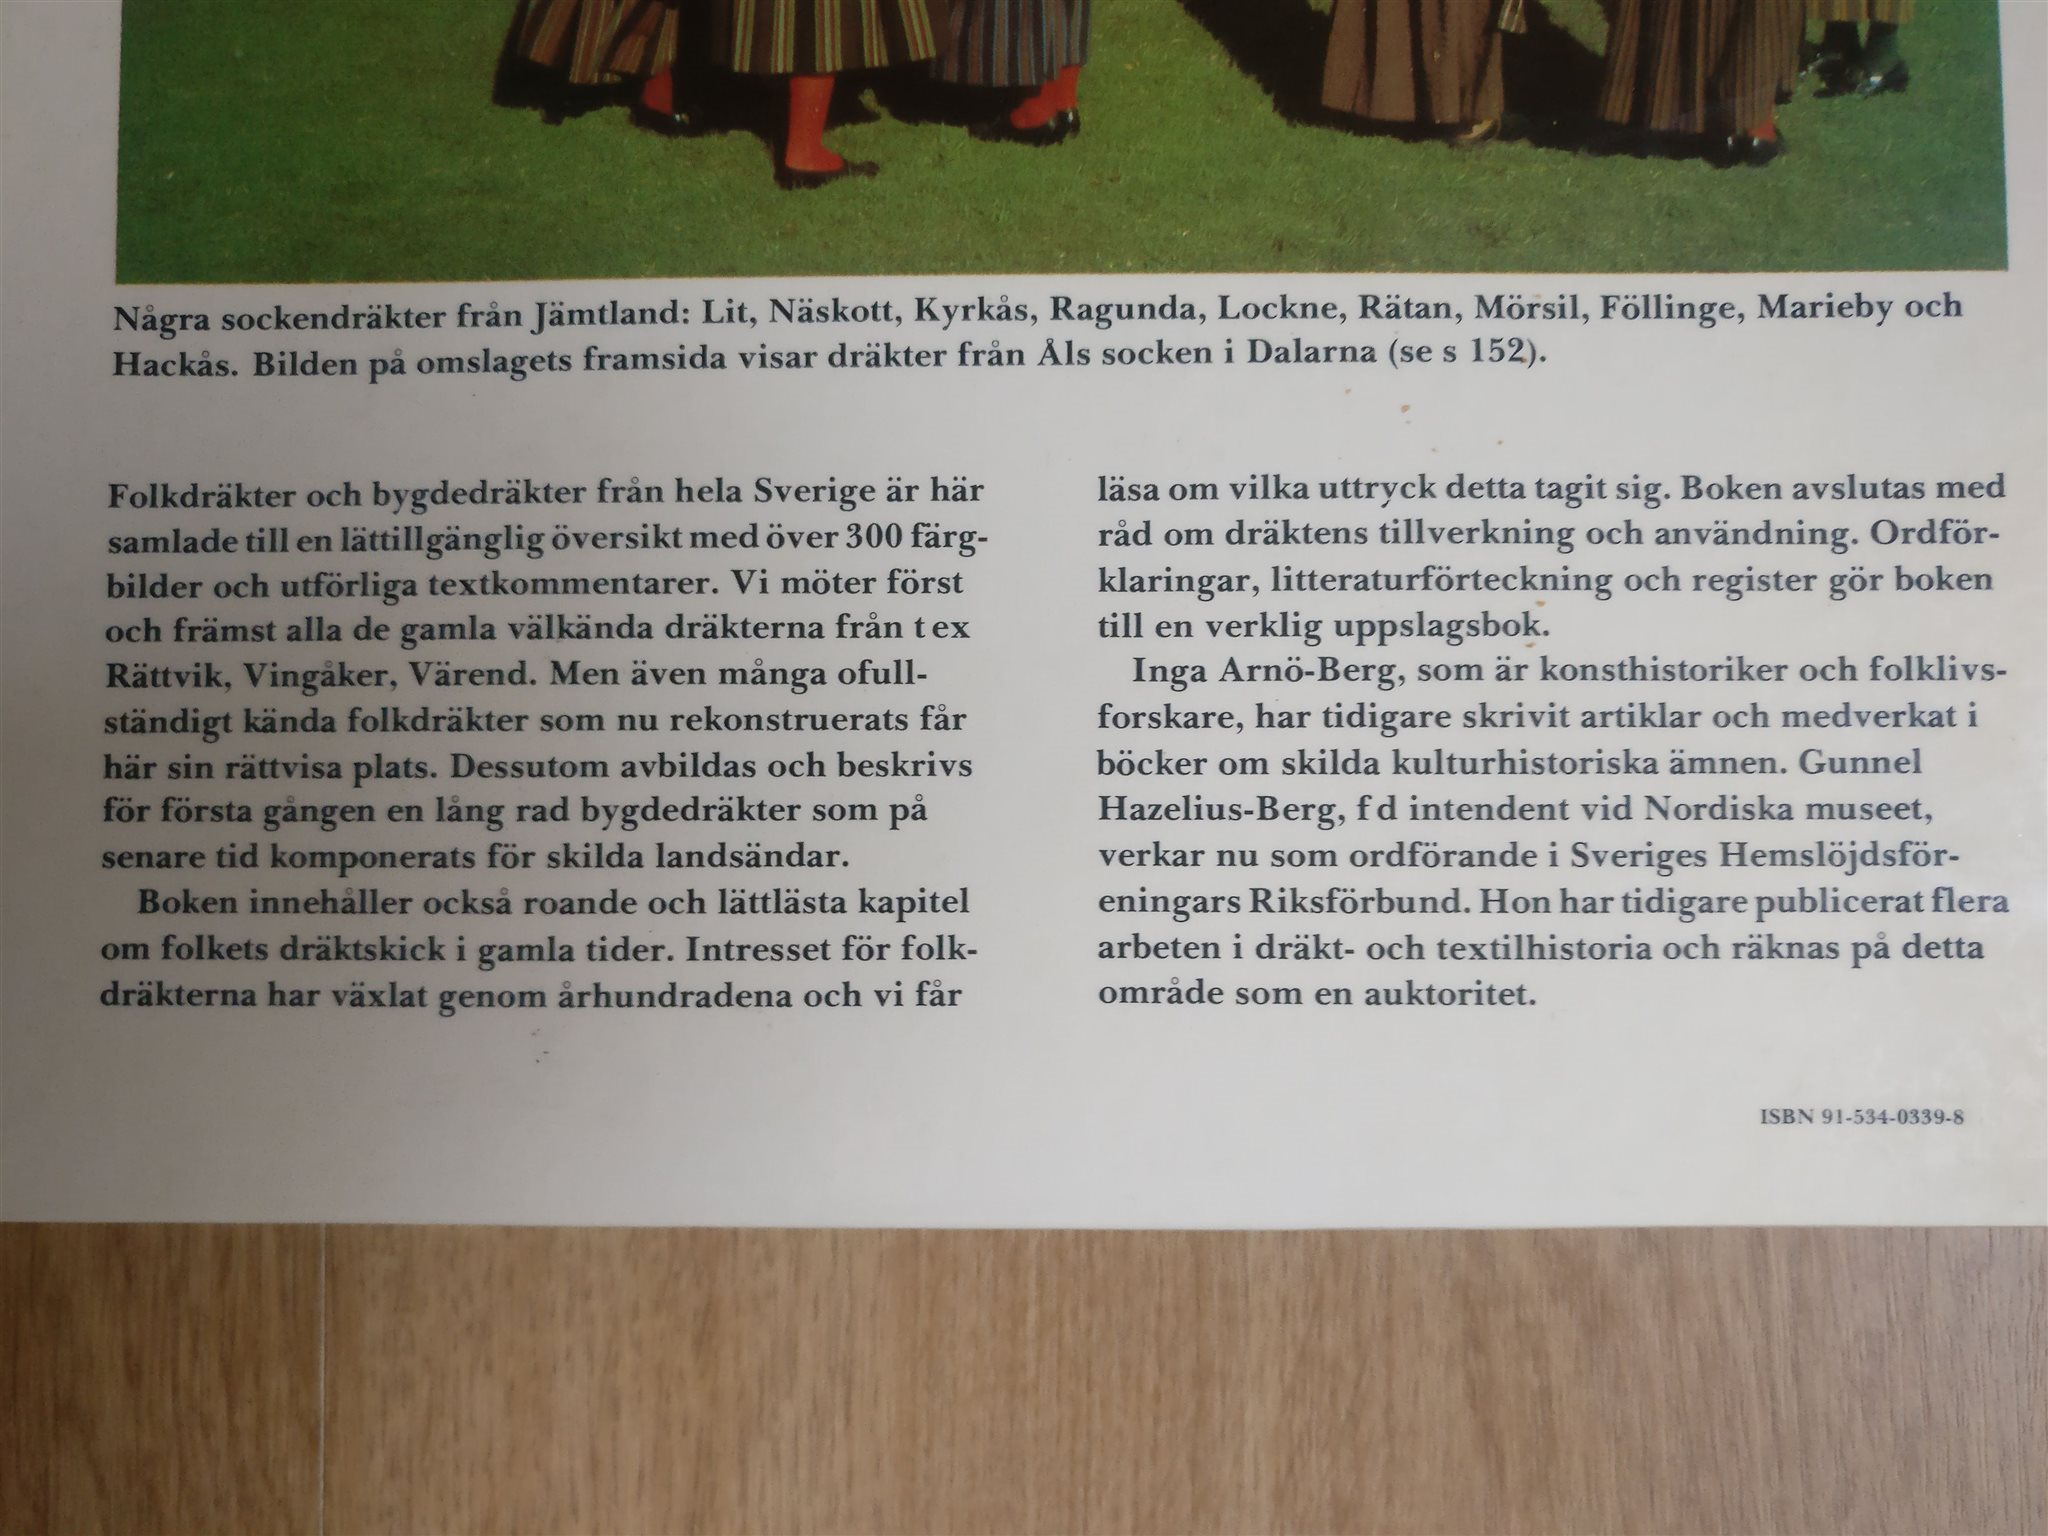 Några sockendräkter från Jämtland: Lit, Näskott, Kyrkås, Ragunda, Lockne, Rätan, Mörsil, Föllinge, Marieby och
Hackås. Bilden på omslagets framsida visar dräkter från Åls socken i Dalarna (se s 152).
Folkdräkter och bygdedräkter från hela Sverige är här
samlade till en lättillgänglig översikt med över 300 färg-
bilder och utförliga textkommentarer. Vi möter först
och främst alla de gamla välkända dräkterna från t ex
Rättvik, Vingåker, Värend. Men även många ofull-
ständigt kända folkdräkter som nu rekonstruerats får
här sin rättvisa plats. Dessutom avbildas och beskrivs
för första gången en lång rad bygdedräkter som på
senare tid komponerats för skilda landsändar.
Boken innehåller också roande och lättlästa kapitel
om folkets dräktskick i gamla tider. Intresset för folk-
dräkterna har växlat genom århundradena och vi får
läsa om vilka uttryck detta tagit sig. Boken avslutas med
råd om dräktens tillverkning och användning. Ordför-
klaringar, litteraturförteckning och register gör boken
till en verklig uppslagsbok.
Inga Arnö-Berg, som är konsthistoriker och folklivs-
forskare, har tidigare skrivit artiklar och medverkat i
böcker om skilda kulturhistoriska ämnen. Gunnel
Hazelius-Berg, f d intendent vid Nordiska museet,
verkar nu som ordförande i Sveriges Hemslöjdsför-
eningars Riksförbund. Hon har tidigare publicerat flera
arbeten i dräkt- och textilhistoria och räknas på detta
område som en auktoritet.
ISBN 91-534-0339-8